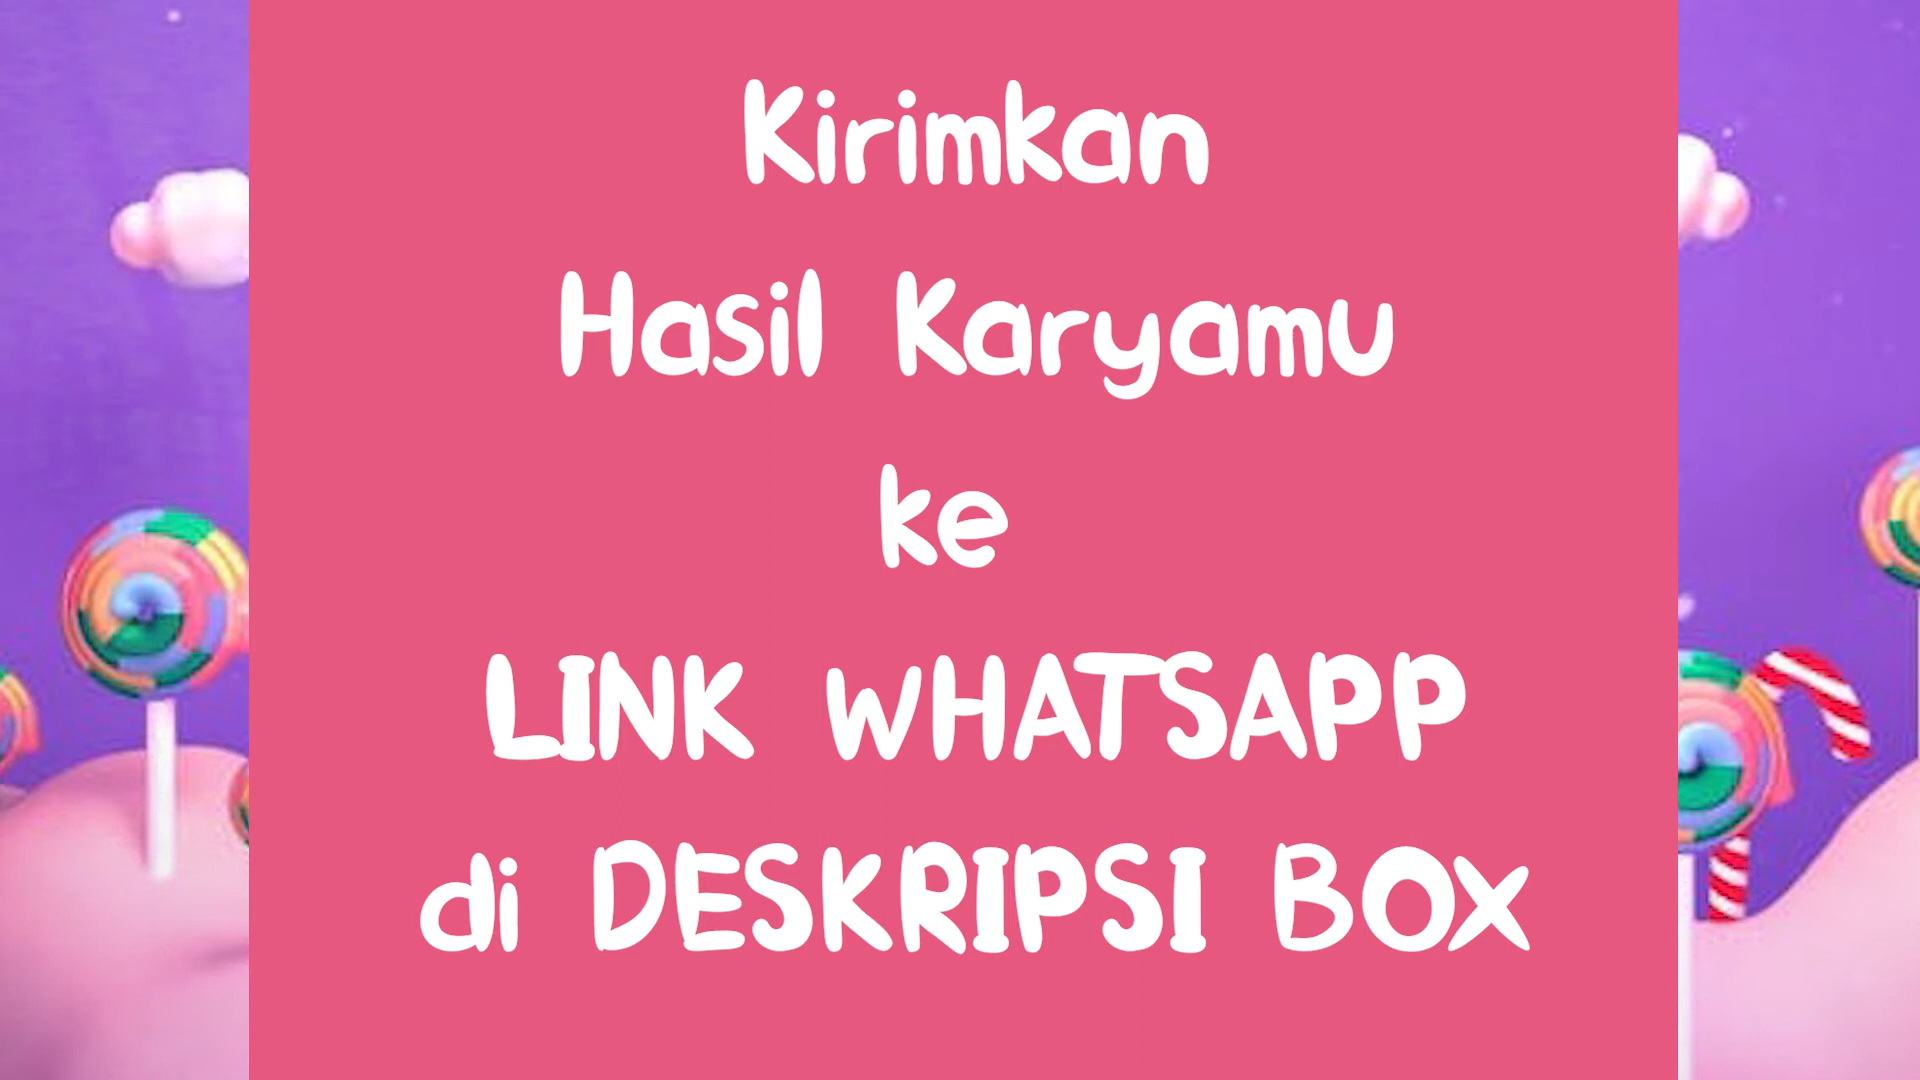 Kirimkan
Hasil Karyamu
ke
LINK WHATSAPP
di DESKRIPSI BOX